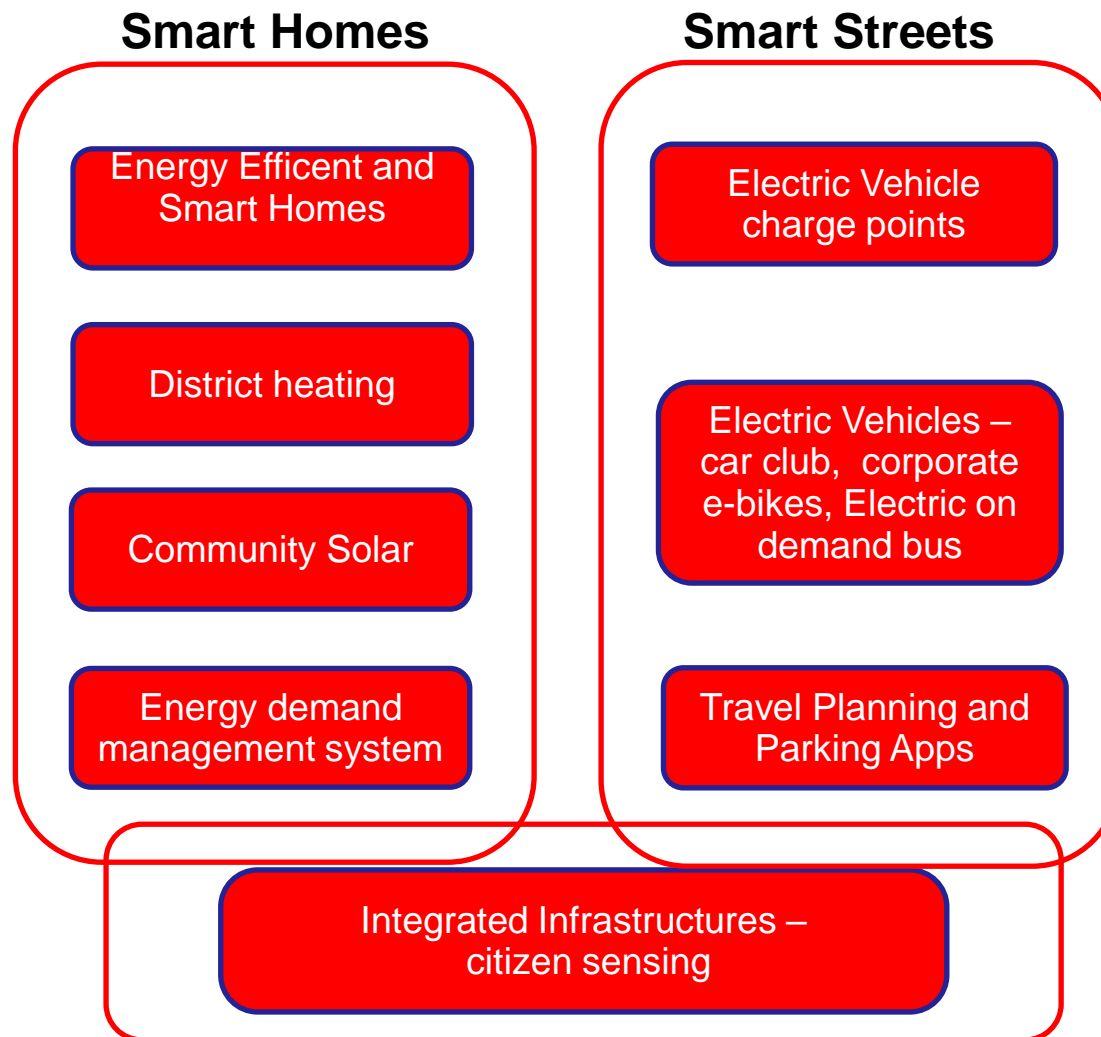 Smart Homes
Energy Efficent and
Smart Homes
District heating
Community Solar
Energy demand
management system
Smart Streets
Electric Vehicle
charge points
Electric Vehicles –
car club,  corporate
e-bikes, Electric on
demand bus
Travel Planning and
Parking Apps
Integrated Infrastructures –
citizen sensing